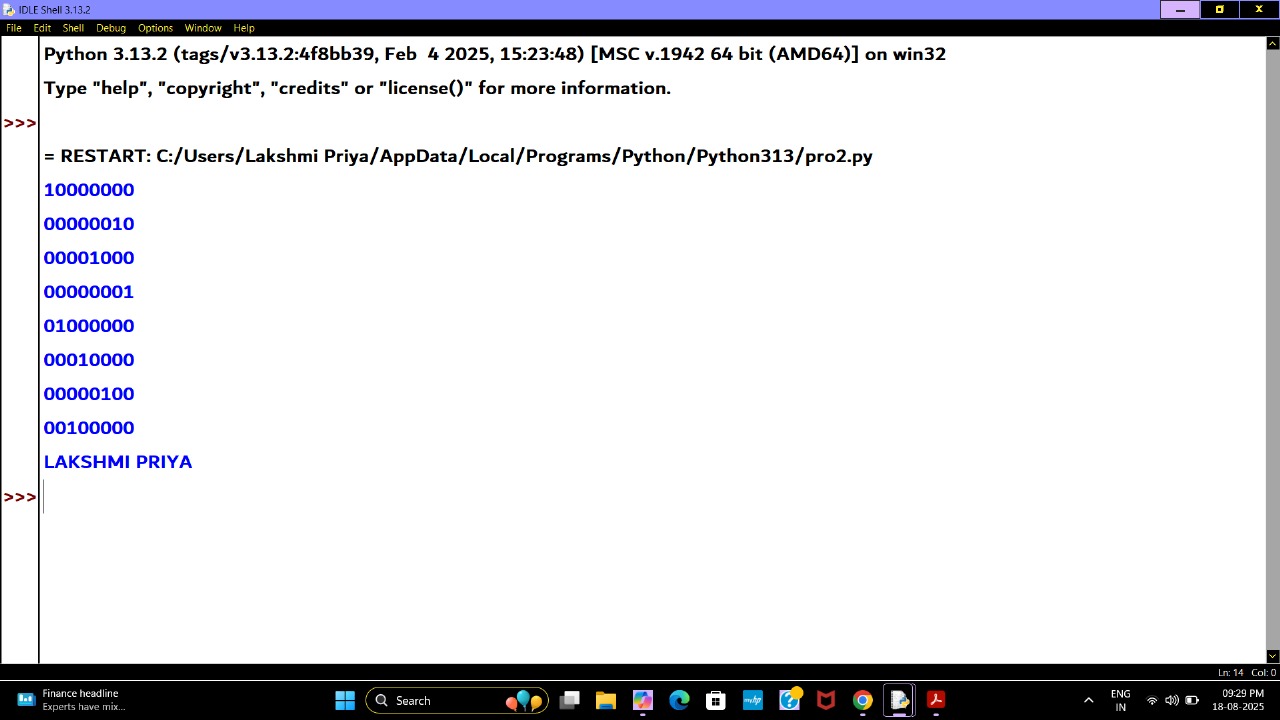 IDLE Shell 3.13.2
File Edit Shell Debug Options Window Help
Python 3.13.2 (tags/v3.13.2:4f8bb39, Feb  4 2025, 15:23:48) [MSC v.1942 64 bit (AMD64)] on win32
Type "help", "copyright", "credits" or "license()" for more information.
>>>
= RESTART: C:/Users/Lakshmi Priya/AppData/Local/Programs/Python/Python313/pro2.py
10000000
00000010
00001000
00000001
01000000
00010000
00000100
00100000
LAKSHMI PRIYA
>>>
Ln: 14 Col: 0
Finance headline
Experts have mix...
Search
myhp
ENG
IN
09:29 PM
18-08-2025